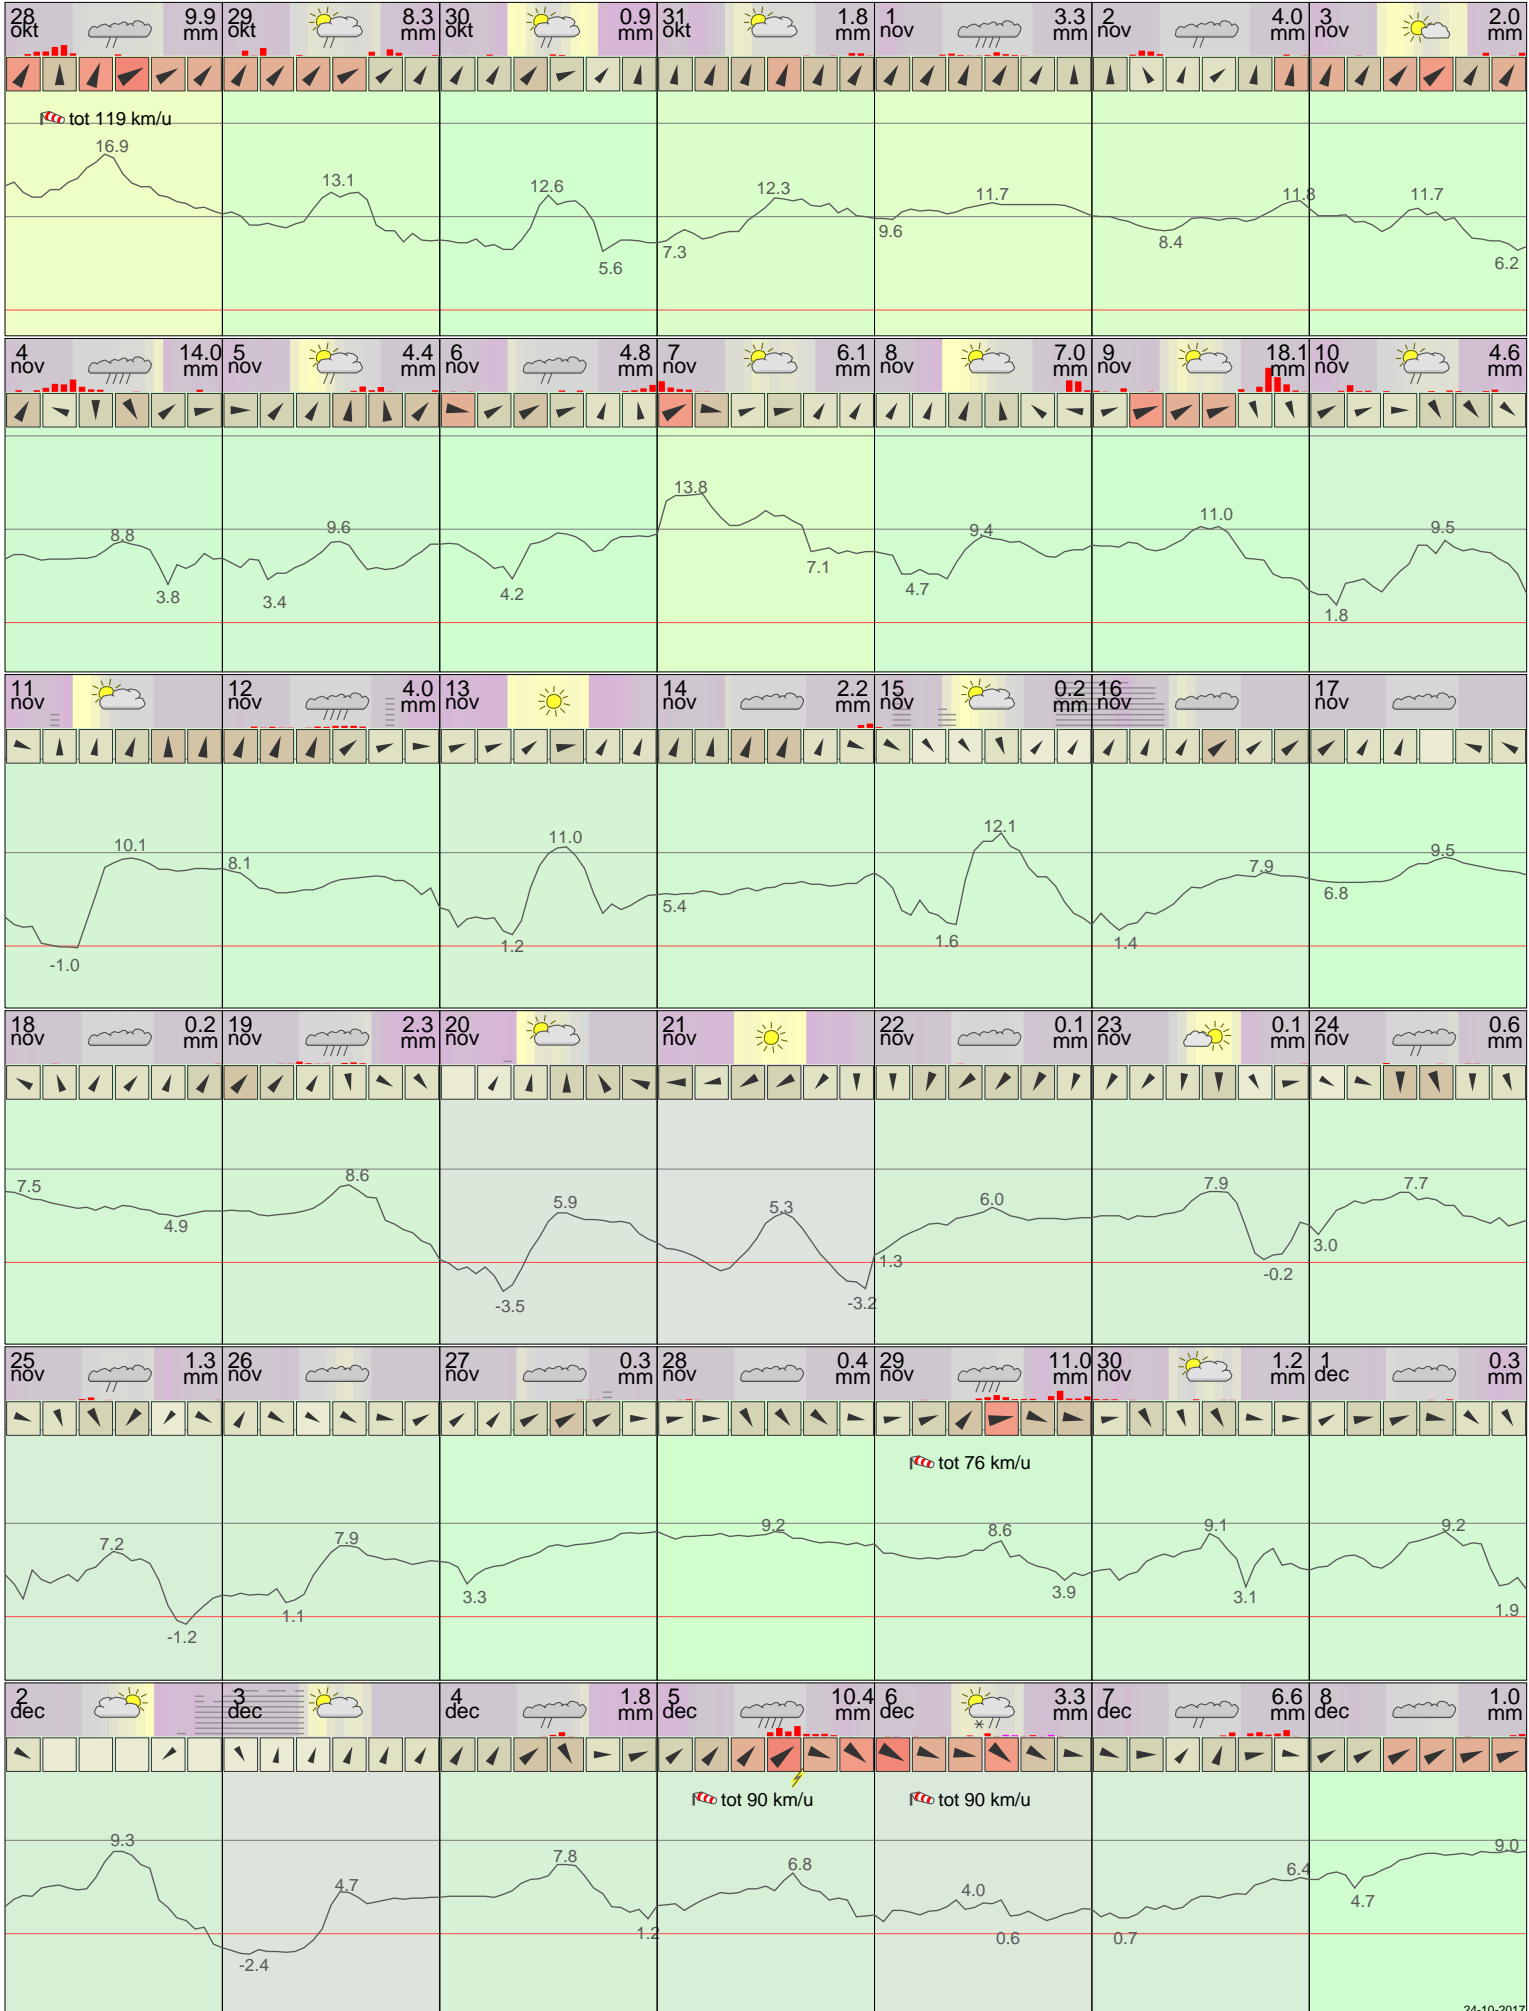 28 okt 9.9 mm
29 okt 8.3 mm
30 okt 0.9 mm
31 okt 1.8 mm
1 nov 3.3 mm
2 nov 4.0 mm
3 nov 2.0 mm
tot 119 km/u
16.9
13.1
12.6
5.6
7.3
12.3
9.6
11.7
8.4
11.8
11.7
6.2
4 nov 14.0 mm
5 nov 4.4 mm
6 nov 4.8 mm
7 nov 6.1 mm
8 nov 7.0 mm
9 nov 18.1 mm
10 nov 4.6 mm
8.8
3.8
3.4
9.6
4.2
13.8
7.1
4.7
9.4
11.0
1.8
9.5
11 nov
12 nov 4.0 mm
13 nov
14 nov 2.2 mm
15 nov 0.2 mm
16 nov
17 nov
-1.0
10.1
8.1
1.2
11.0
5.4
1.6
12.1
1.4
7.9
6.8
9.5
18 nov 0.2 mm
19 nov 2.3 mm
20 nov
21 nov
22 nov 0.1 mm
23 nov 0.1 mm
24 nov 0.6 mm
7.5
4.9
8.6
-3.5
5.9
5.3
-3.2
1.3
6.0
7.9
-0.2
3.0
7.7
25 nov 1.3 mm
26 nov
27 nov 0.3 mm
28 nov 0.4 mm
29 nov 11.0 mm
30 nov 1.2 mm
1 dec 0.3 mm
tot 76 km/u
7.2
-1.2
1.1
7.9
3.3
9.2
8.6
3.9
9.1
3.1
9.2
1.9
2 dec
3 dec
4 dec 1.8 mm
5 dec 10.4 mm
6 dec 3.3 mm
7 dec 6.6 mm
8 dec 1.0 mm
tot 90 km/u
tot 90 km/u
9.3
-2.4
4.7
7.8
1.2
6.8
4.0
0.6
0.7
6.4
4.7
9.0
24-10-2017